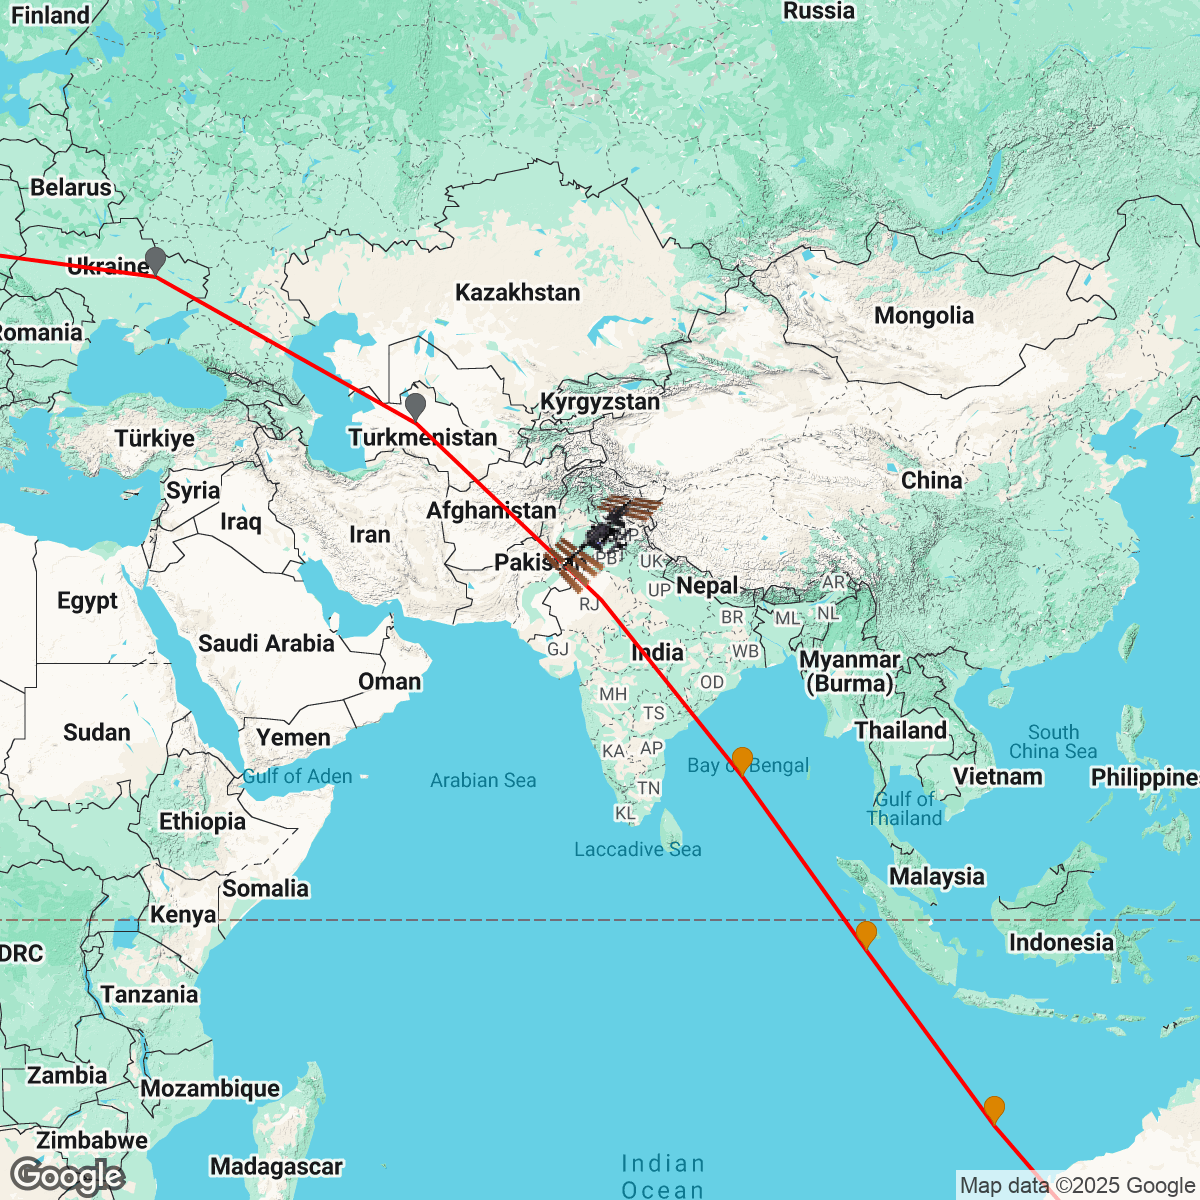 Finland
Russia
Belarus
Ukraine
Kazakhstan
Mongolia
Romania
Kyrgyzstan
Türkiye
Turkmenistan
China
Syria
Afghanistan
Iraq
Iran
Pakistan
PB
UK
Nepal
AR
Egypt
UP
RJ
BR
ML
NL
Saudi Arabia
GJ
India
WB
Myanmar
(Burma)
Oman
MH
OD
TS
Sudan
Yemen
KA
AP
Thailand
South
China Sea
Gulf of Aden
Arabian Sea
Bay of Bengal
Vietnam
Philippines
TN
KL
Gulf of
Thailand
Ethiopia
Laccadive Sea
Malaysia
Somalia
Kenya
DRC
Indonesia
Tanzania
Zambia
Mozambique
Zimbabwe
Madagascar
Indian
Ocean
Google
Map data ©2025 Google